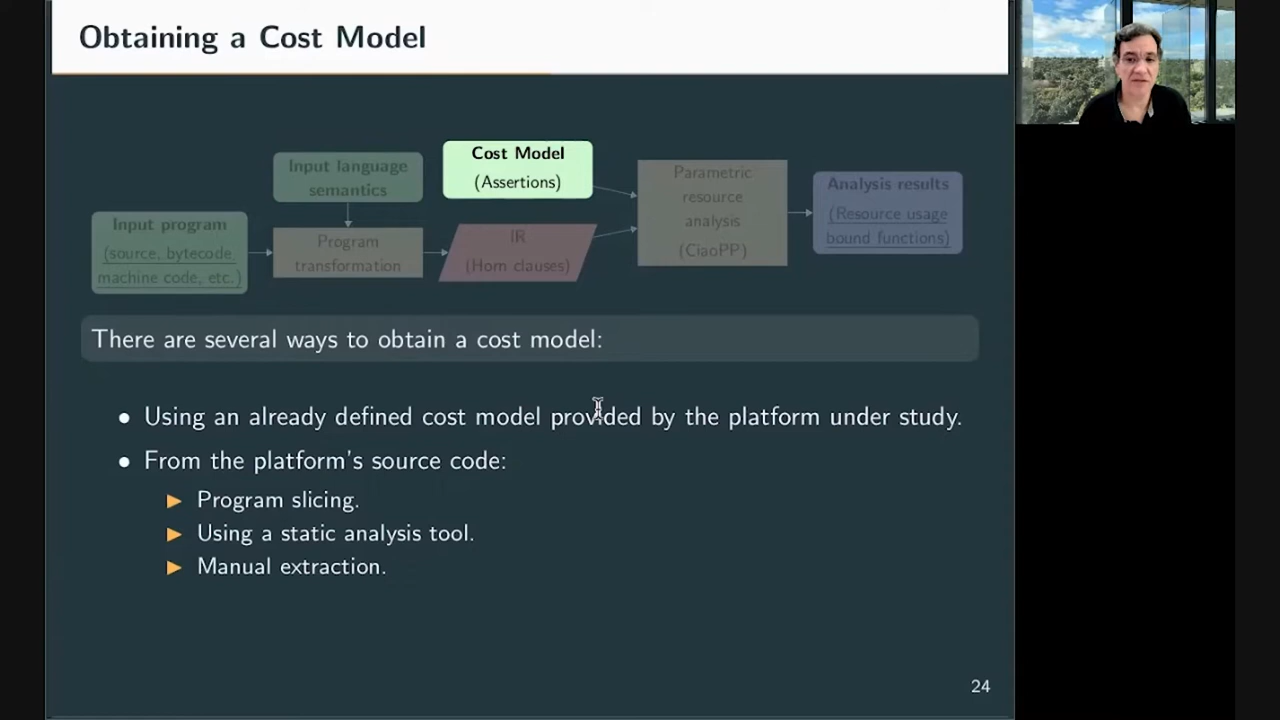 Obtaining a Cost Model
Input language
semantics
Cost Model
(Assertions)
Input program
(source, bytecode,
machine code, etc.)
Program
transformation
IR
(Horn clauses)
Parametric
resource
analysis
(CiaoPP)
Analysis results
(Resource usage
bound functions)
There are several ways to obtain a cost model:
• Using an already defined cost model provided by the platform under study.
• From the platform's source code:
▶ Program slicing.
▶ Using a static analysis tool.
▶ Manual extraction.
24